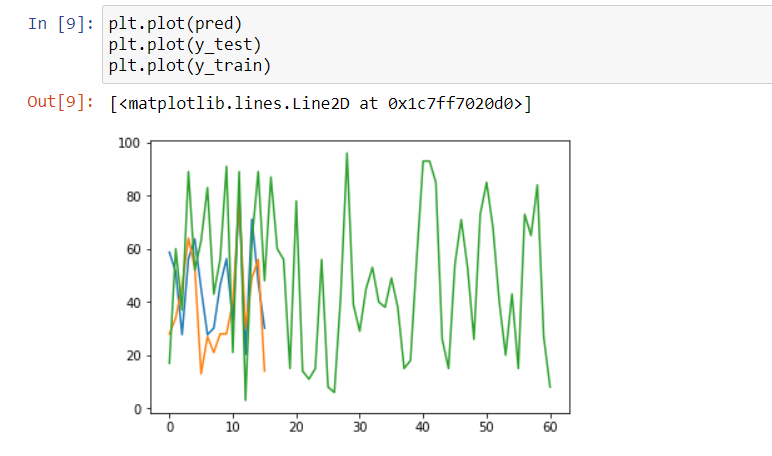 In [9]: plt.plot(pred)
plt.plot(y_test)
plt.plot(y_train)
Out[9]: [<matplotlib.lines.Line2D at 0x1c7ff7020d0>]
100
80
60
40
20
0
0 10 20 30 40 50 60